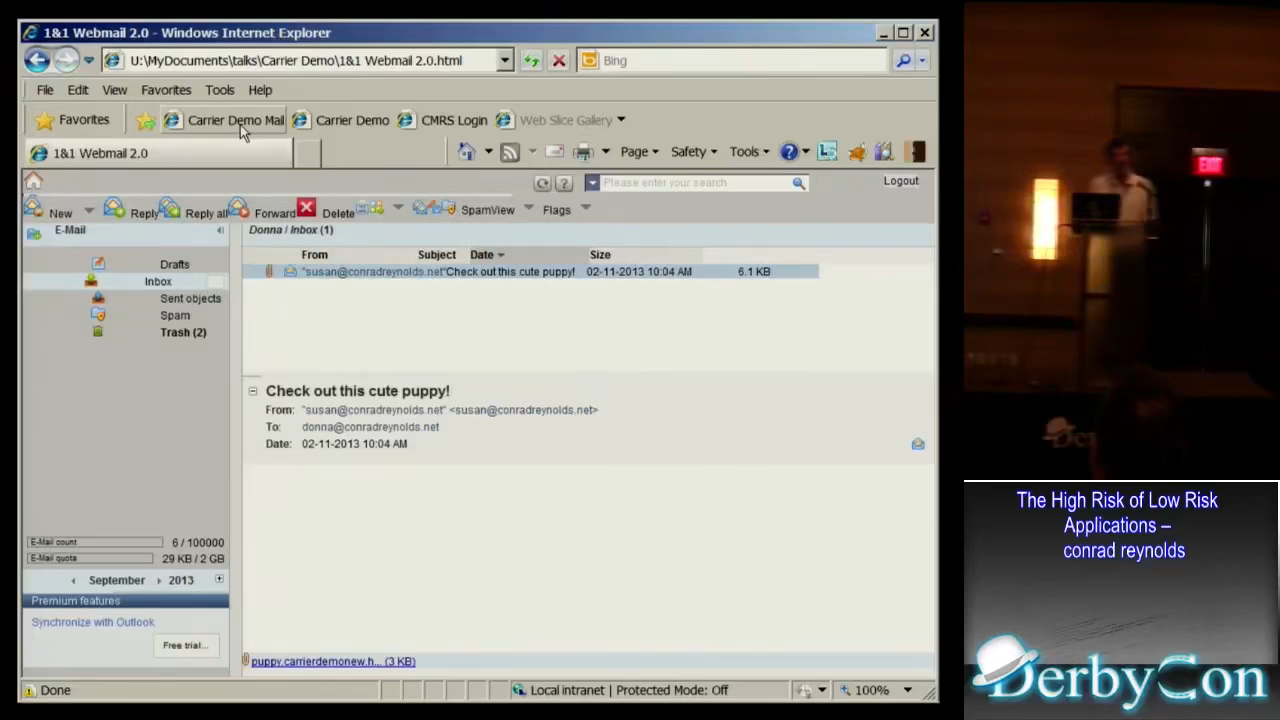 1&1 Webmail 2.0 - Windows Internet Explorer
U:\MyDocuments\talks\Carrier Demo\1&1 Webmail 2.0.html
Bing
File Edit View Favorites Tools Help
Favorites Carrier Demo Mail Carrier Demo CMRS Login Web Slice Gallery
1&1 Webmail 2.0
Page Safety Tools
Please enter your search
Logout
New Reply Reply all Forward Delete SpamView Flags
E-Mail
Donna / Inbox (1)
From Subject Date Size
"susan@conradreynolds.net" Check out this cute puppy! 02-11-2013 10:04 AM 6.1 KB
Drafts
Inbox
Sent objects
Spam
Trash (2)
Check out this cute puppy!
From: "susan@conradreynolds.net" <susan@conradreynolds.net>
To: donna@conradreynolds.net
Date: 02-11-2013 10:04 AM
E-Mail count 6 / 100000
E-Mail quota 29 KB / 2 GB
September 2013
Premium features
Synchronize with Outlook
Free trial...
puppy.carrierdemonew.h... (3 KB)
Done
Local intranet | Protected Mode: Off
100%
EXIT
The High Risk of Low Risk
Applications –
conrad reynolds
DerbyCon